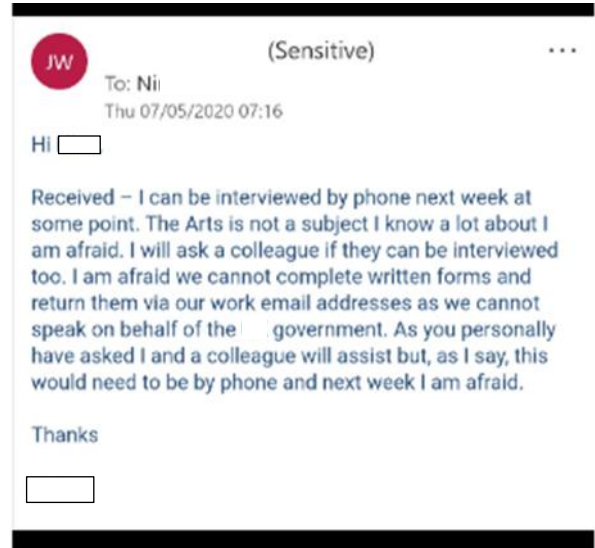 JW
(Sensitive)
To: Ni
Thu 07/05/2020 07:16
Hi
Received – I can be interviewed by phone next week at
some point. The Arts is not a subject I know a lot about I
am afraid. I will ask a colleague if they can be interviewed
too. I am afraid we cannot complete written forms and
return them via our work email addresses as we cannot
speak on behalf of the government. As you personally
have asked I and a colleague will assist but, as I say, this
would need to be by phone and next week I am afraid.
Thanks